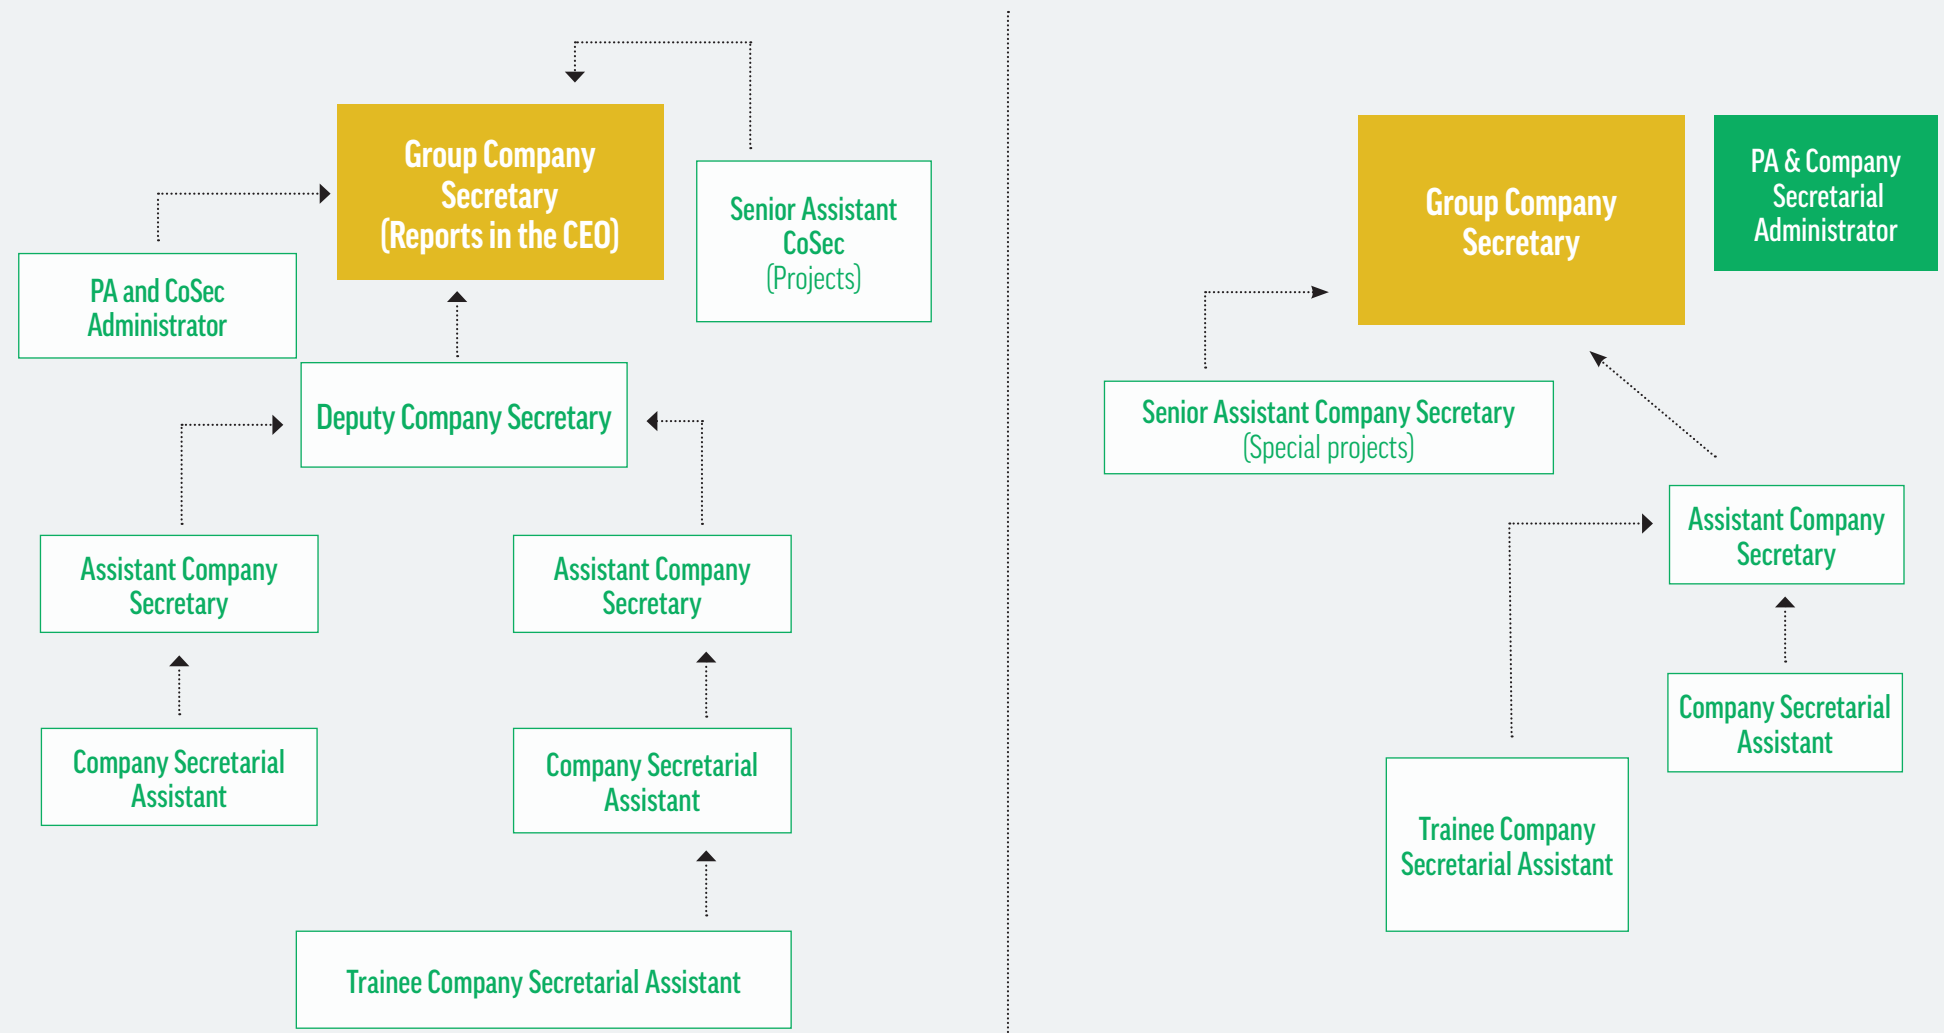 Group Company
Secretary
(Reports in the CEO)
Senior Assistant
CoSec
(Projects)
PA and CoSec
Administrator
Deputy Company Secretary
Assistant Company
Secretary
Assistant Company
Secretary
Company Secretarial
Assistant
Company Secretarial
Assistant
Trainee Company Secretarial Assistant
Group Company
Secretary
PA & Company
Secretarial
Administrator
Senior Assistant Company Secretary
(Special projects)
Assistant Company
Secretary
Company Secretarial
Assistant
Trainee Company
Secretarial Assistant